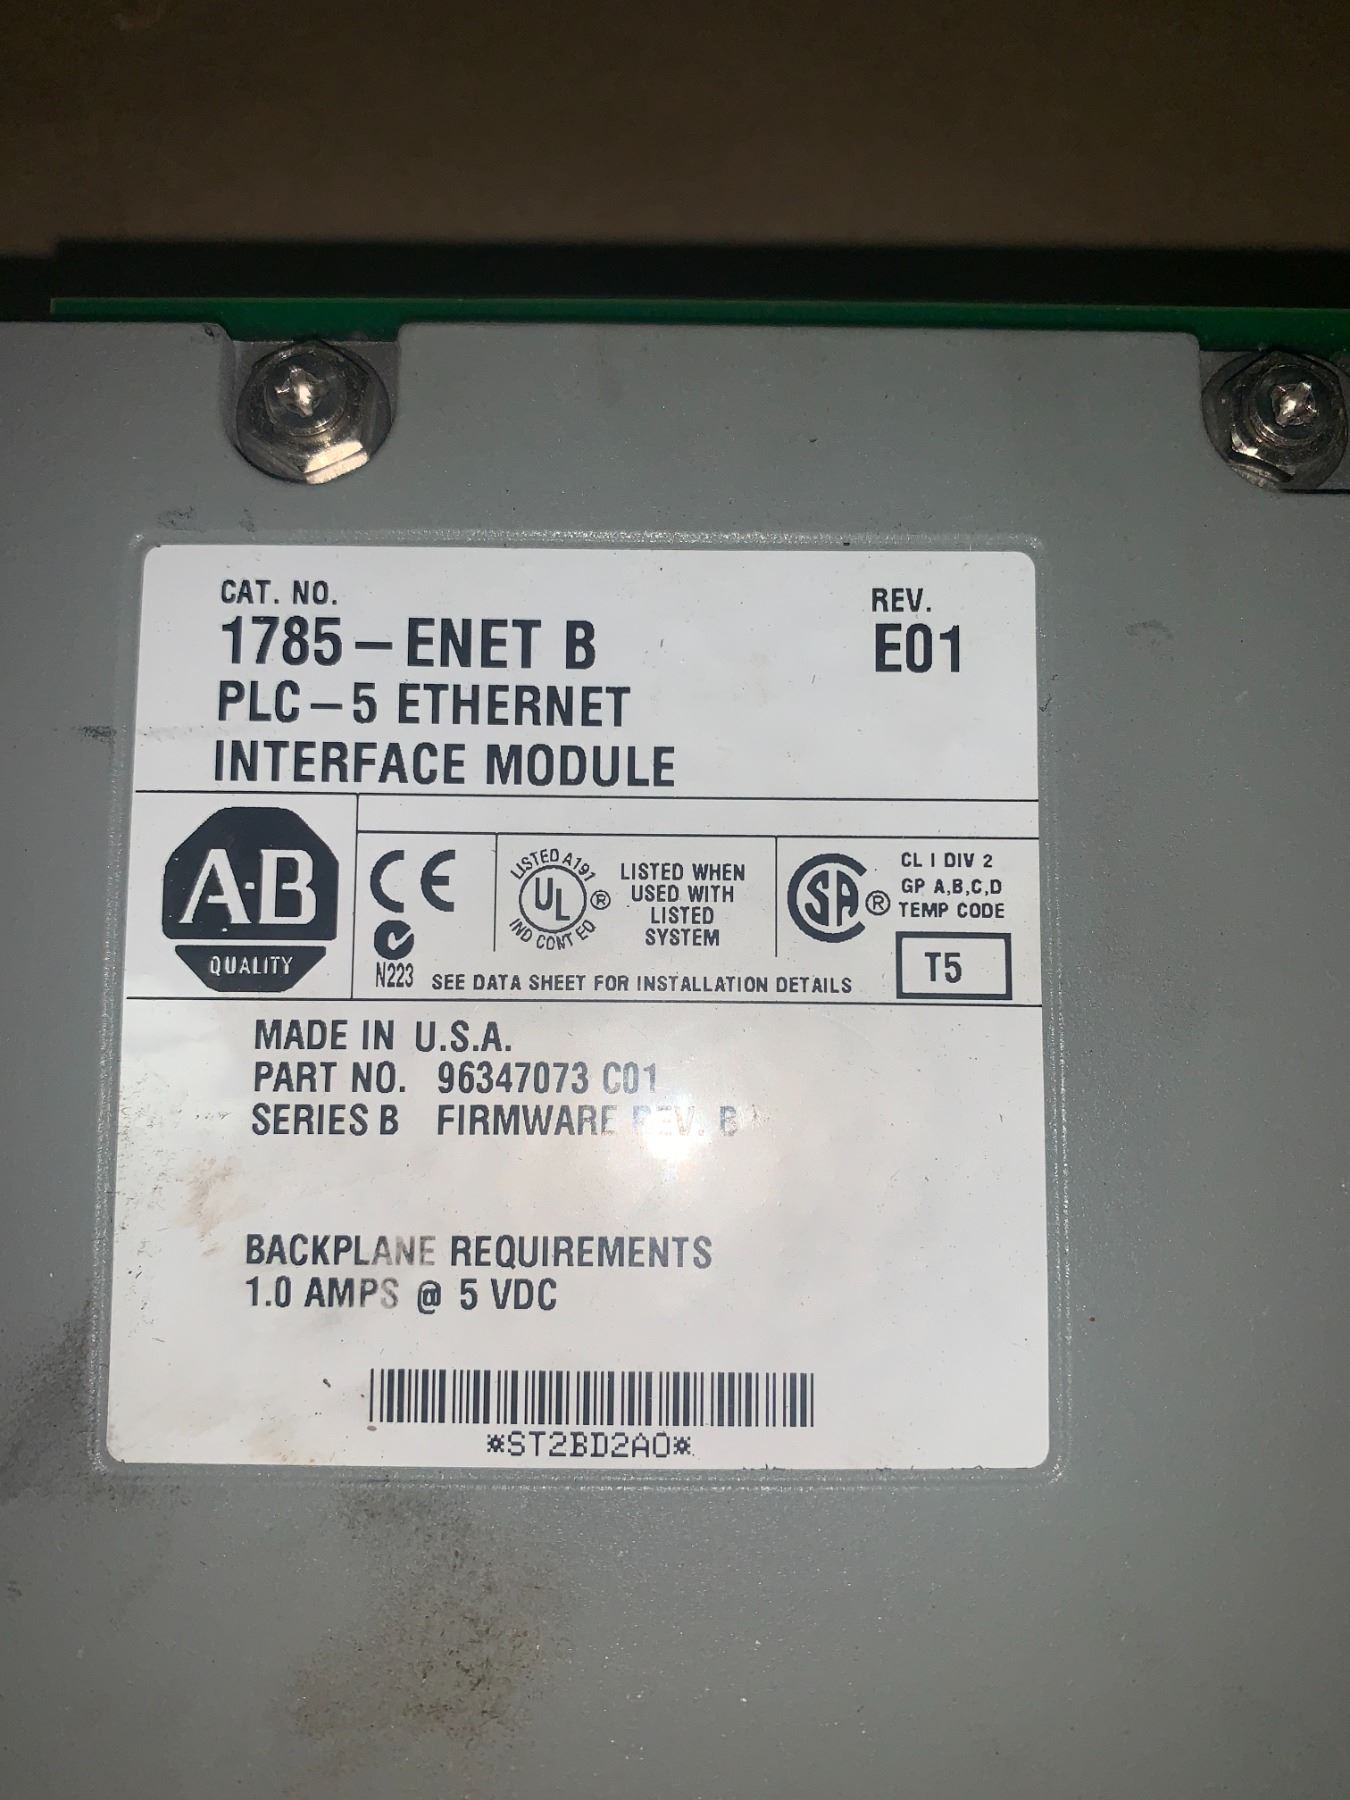 CAT. NO.
1785-ENET B
PLC-5 ETHERNET
INTERFACE MODULE
REV.
E01
A-B
QUALITY
CE
N223
LISTED A191
UL
IND CONT EQ
®
LISTED WHEN
USED WITH
LISTED
SYSTEM
SA ®
CL I DIV 2
GP A,B,C,D
TEMP CODE
T5
SEE DATA SHEET FOR INSTALLATION DETAILS
MADE IN U.S.A.
PART NO. 96347073 C01
SERIES B FIRMWARE REV. B
BACKPLANE REQUIREMENTS
1.0 AMPS @ 5 VDC
*ST2BD2A0*